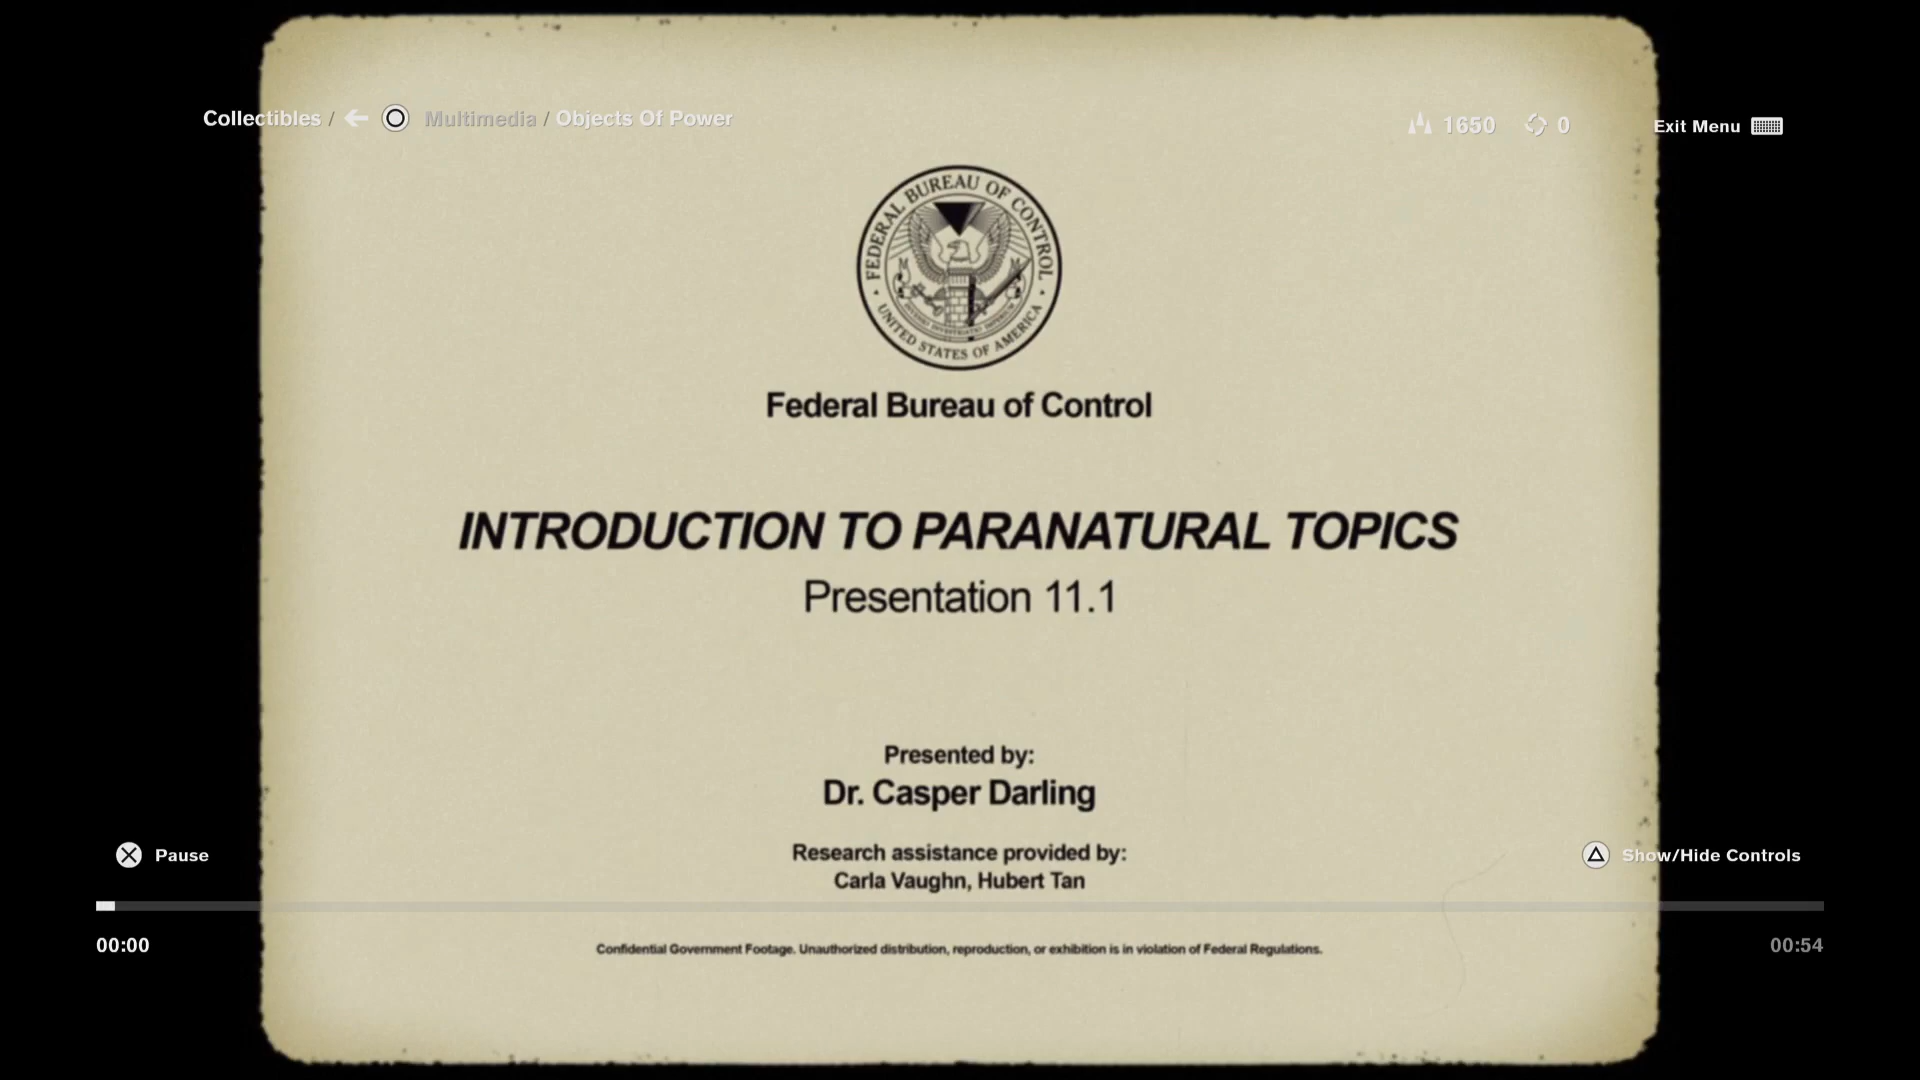 Collectibles / Multimedia / Objects Of Power
1650 0
Exit Menu
FEDERAL BUREAU OF CONTROL
UNITED STATES OF AMERICA
Federal Bureau of Control
INTRODUCTION TO PARANATURAL TOPICS
Presentation 11.1
Presented by:
Dr. Casper Darling
Pause
Show/Hide Controls
Research assistance provided by:
Carla Vaughn, Hubert Tan
00:00
00:54
Confidential Government Footage. Unauthorized distribution, reproduction, or exhibition is in violation of Federal Regulations.